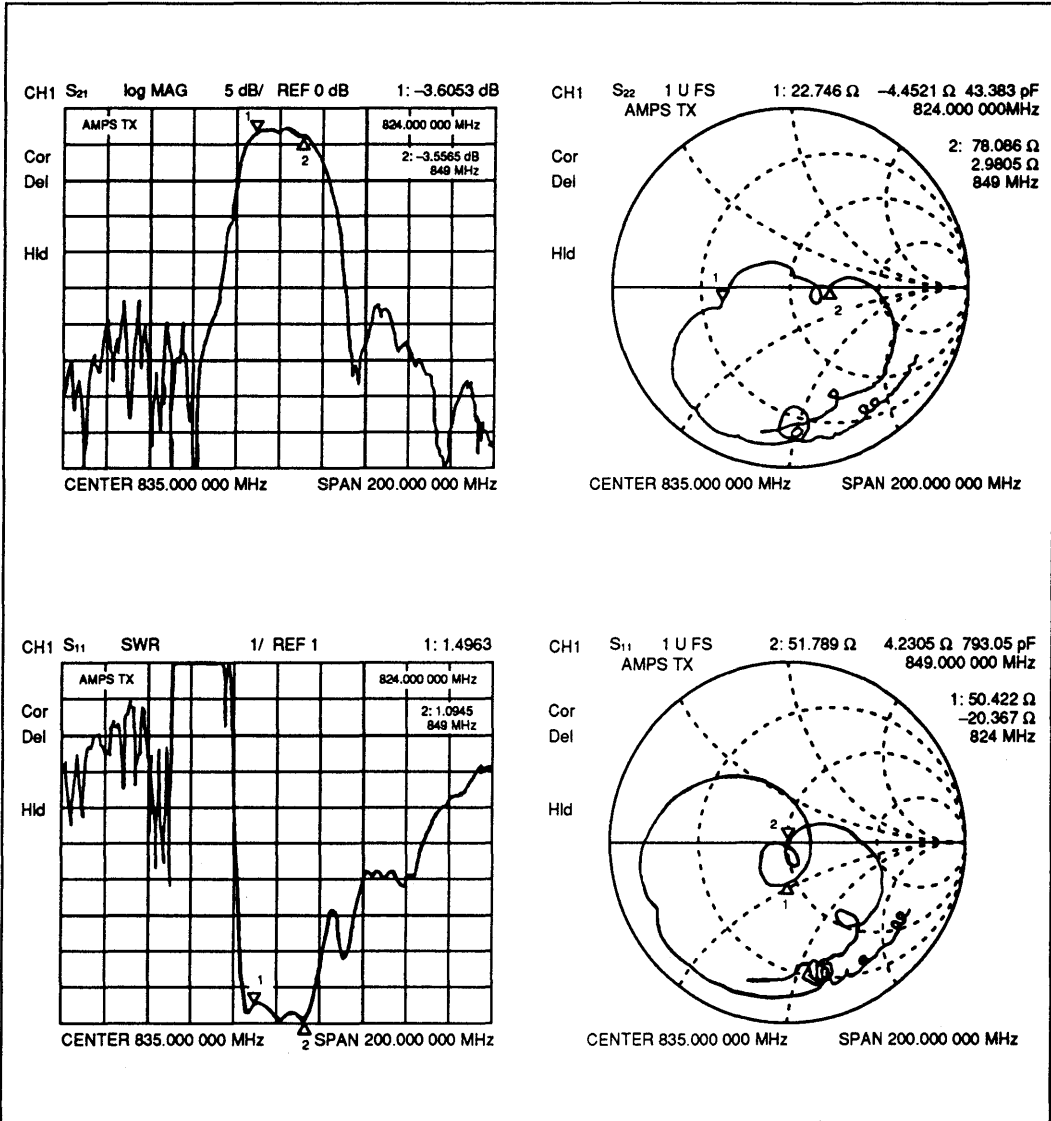 CH1 S₂₁ log MAG 5 dB/ REF 0 dB 1: –3.6053 dB
AMPS TX 824.000 000 MHz
1
2
2: –3.5565 dB
849 MHz
Cor
Del
Hld
CENTER 835.000 000 MHz SPAN 200.000 000 MHz
CH1 S₂₂ 1 U FS 1: 22.746 Ω –4.4521 Ω 43.383 pF
AMPS TX 824.000 000MHz
2: 78.086 Ω
2.9805 Ω
849 MHz
Cor
Del
Hld
1
2
CENTER 835.000 000 MHz SPAN 200.000 000 MHz
CH1 S₁₁ SWR 1/ REF 1 1: 1.4963
AMPS TX 824.000 000 MHz
2: 1.0945
849 MHz
Cor
Del
Hld
1
2
CENTER 835.000 000 MHz SPAN 200.000 000 MHz
CH1 S₁₁ 1 U FS 2: 51.789 Ω 4.2305 Ω 793.05 pF
AMPS TX 849.000 000 MHz
1: 50.422 Ω
–20.367 Ω
824 MHz
Cor
Del
Hld
2
1
CENTER 835.000 000 MHz SPAN 200.000 000 MHz